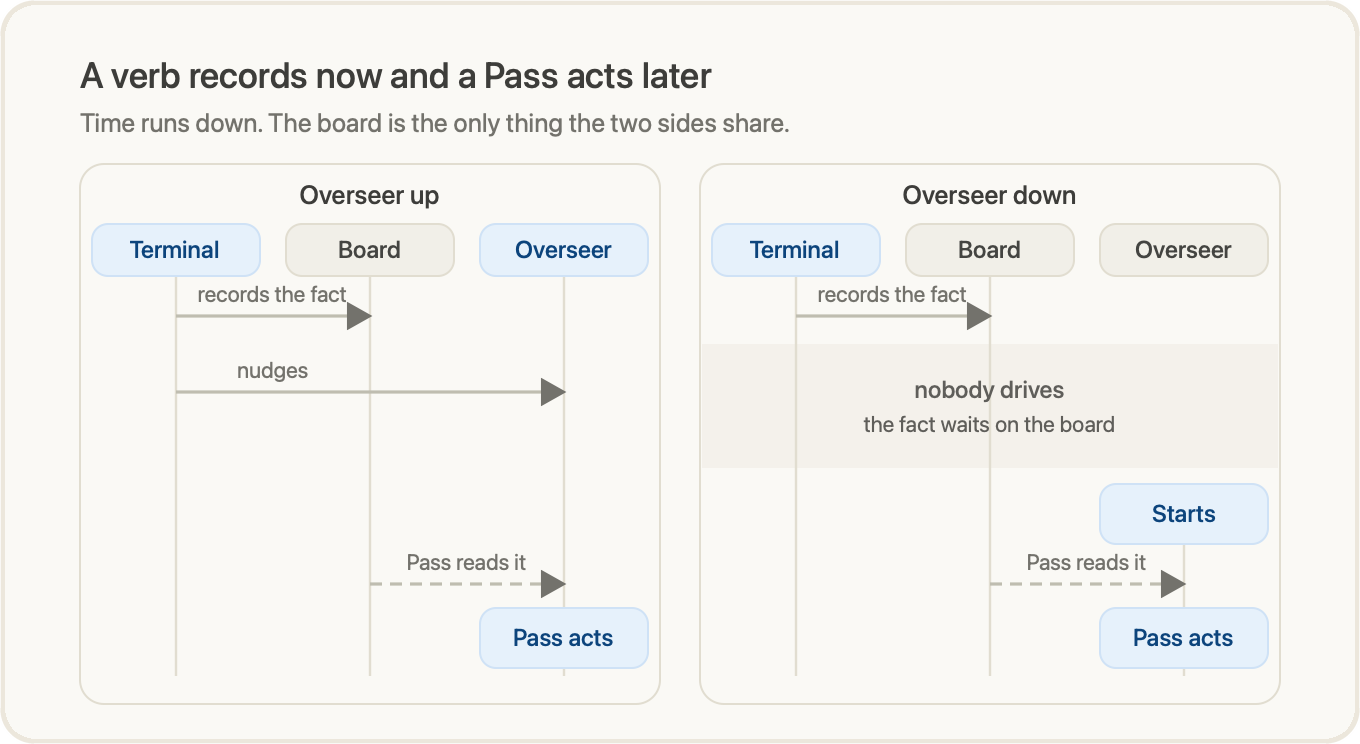 A verb records now and a Pass acts later
Time runs down. The board is the only thing the two sides share.
Overseer up
Terminal
Board
Overseer
records the fact
nudges
Pass reads it
Pass acts
Overseer down
Terminal
Board
Overseer
records the fact
nobody drives
the fact waits on the board
Starts
Pass reads it
Pass acts